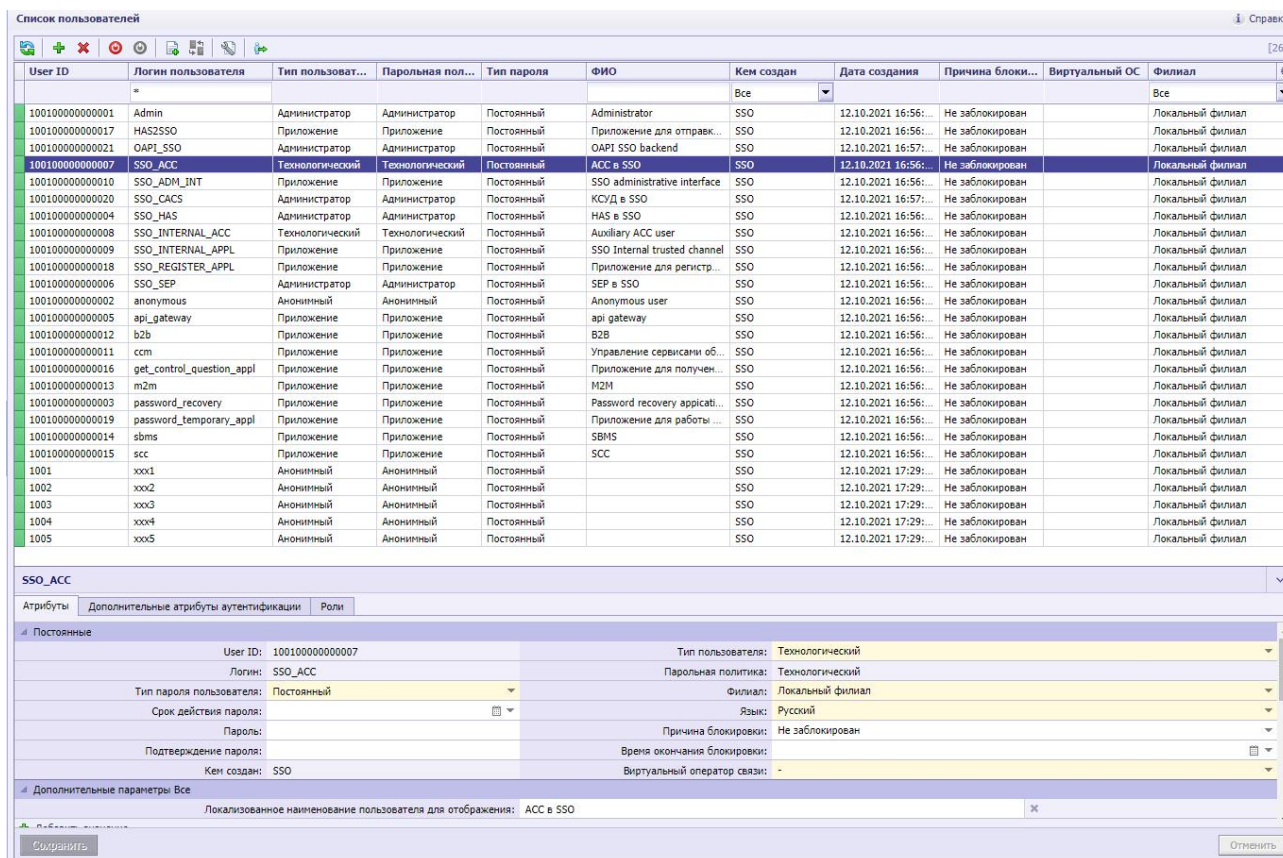 Список пользователей
Справк
[26
User ID Логин пользователя Тип пользоват... Парольная пол... Тип пароля ФИО Кем создан Дата создания Причина блоки... Виртуальный ОС Филиал
* Все Все
100100000000001 Admin Администратор Администратор Постоянный Administrator SSO 12.10.2021 16:56:... Не заблокирован Локальный филиал
100100000000017 HAS2SSO Приложение Приложение Постоянный Приложение для отправк... SSO 12.10.2021 16:56:... Не заблокирован Локальный филиал
100100000000021 OAPI_SSO Администратор Администратор Постоянный OAPI SSO backend SSO 12.10.2021 16:57:... Не заблокирован Локальный филиал
100100000000007 SSO_ACC Технологический Технологический Постоянный ACC в SSO SSO 12.10.2021 16:56:... Не заблокирован Локальный филиал
100100000000010 SSO_ADM_INT Приложение Приложение Постоянный SSO administrative interface SSO 12.10.2021 16:56:... Не заблокирован Локальный филиал
100100000000020 SSO_CACS Администратор Администратор Постоянный КСУД в SSO SSO 12.10.2021 16:57:... Не заблокирован Локальный филиал
100100000000004 SSO_HAS Администратор Администратор Постоянный HAS в SSO SSO 12.10.2021 16:56:... Не заблокирован Локальный филиал
100100000000008 SSO_INTERNAL_ACC Технологический Технологический Постоянный Auxiliary ACC user SSO 12.10.2021 16:56:... Не заблокирован Локальный филиал
100100000000009 SSO_INTERNAL_APPL Приложение Приложение Постоянный SSO Internal trusted channel SSO 12.10.2021 16:56:... Не заблокирован Локальный филиал
100100000000018 SSO_REGISTER_APPL Приложение Приложение Постоянный Приложение для регистр... SSO 12.10.2021 16:56:... Не заблокирован Локальный филиал
100100000000006 SSO_SEP Администратор Администратор Постоянный SEP в SSO SSO 12.10.2021 16:56:... Не заблокирован Локальный филиал
100100000000002 anonymous Анонимный Анонимный Постоянный Anonymous user SSO 12.10.2021 16:56:... Не заблокирован Локальный филиал
100100000000005 api_gateway Приложение Приложение Постоянный api gateway SSO 12.10.2021 16:56:... Не заблокирован Локальный филиал
100100000000012 b2b Приложение Приложение Постоянный B2B SSO 12.10.2021 16:56:... Не заблокирован Локальный филиал
100100000000011 ccm Приложение Приложение Постоянный Управление сервисами об... SSO 12.10.2021 16:56:... Не заблокирован Локальный филиал
100100000000016 get_control_question_appl Приложение Приложение Постоянный Приложение для получен... SSO 12.10.2021 16:56:... Не заблокирован Локальный филиал
100100000000013 m2m Приложение Приложение Постоянный M2M SSO 12.10.2021 16:56:... Не заблокирован Локальный филиал
100100000000003 password_recovery Приложение Приложение Постоянный Password recovery appicati... SSO 12.10.2021 16:56:... Не заблокирован Локальный филиал
100100000000019 password_temporary_appl Приложение Приложение Постоянный Приложение для работы ... SSO 12.10.2021 16:56:... Не заблокирован Локальный филиал
100100000000014 sbms Приложение Приложение Постоянный SBMS SSO 12.10.2021 16:56:... Не заблокирован Локальный филиал
100100000000015 scc Приложение Приложение Постоянный SCC SSO 12.10.2021 16:56:... Не заблокирован Локальный филиал
1001 xxx1 Анонимный Анонимный Постоянный SSO 12.10.2021 17:29:... Не заблокирован Локальный филиал
1002 xxx2 Анонимный Анонимный Постоянный SSO 12.10.2021 17:29:... Не заблокирован Локальный филиал
1003 xxx3 Анонимный Анонимный Постоянный SSO 12.10.2021 17:29:... Не заблокирован Локальный филиал
1004 xxx4 Анонимный Анонимный Постоянный SSO 12.10.2021 17:29:... Не заблокирован Локальный филиал
1005 xxx5 Анонимный Анонимный Постоянный SSO 12.10.2021 17:29:... Не заблокирован Локальный филиал
SSO_ACC
Атрибуты Дополнительные атрибуты аутентификации Роли
Постоянные
User ID: 100100000000007 Тип пользователя: Технологический
Логин: SSO_ACC Парольная политика: Технологический
Тип пароля пользователя: Постоянный Филиал: Локальный филиал
Срок действия пароля: Язык: Русский
Пароль: Причина блокировки: Не заблокирован
Подтверждение пароля: Время окончания блокировки:
Кем создан: SSO Виртуальный оператор связи: -
Дополнительные параметры Все
Локализованное наименование пользователя для отображения: ACC в SSO
Сохранить Отменить